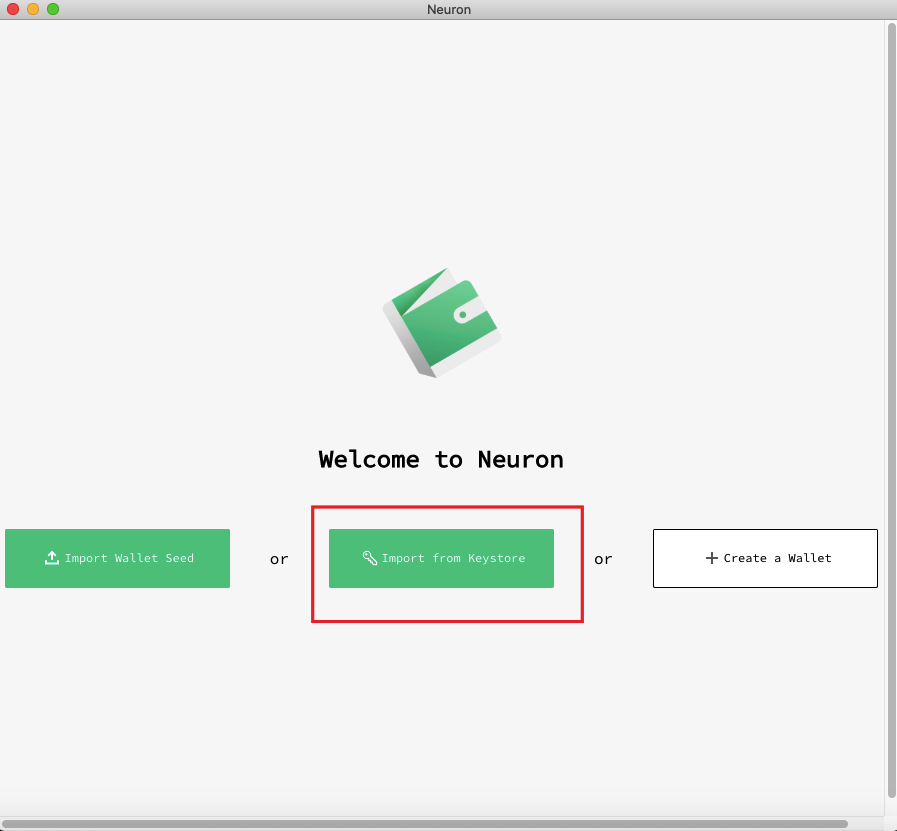 Neuron
Welcome to Neuron
Import Wallet Seed or Import from Keystore or Create a Wallet